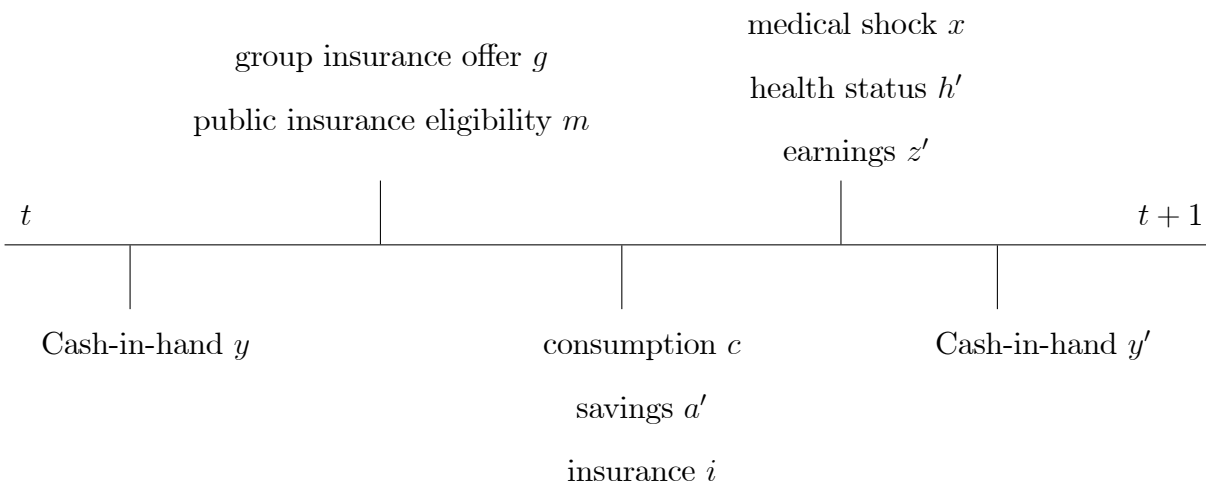 medical shock x
group insurance offer g
health status h′
public insurance eligibility m
earnings z′
t
t + 1
Cash-in-hand y
consumption c
Cash-in-hand y′
savings a′
insurance i